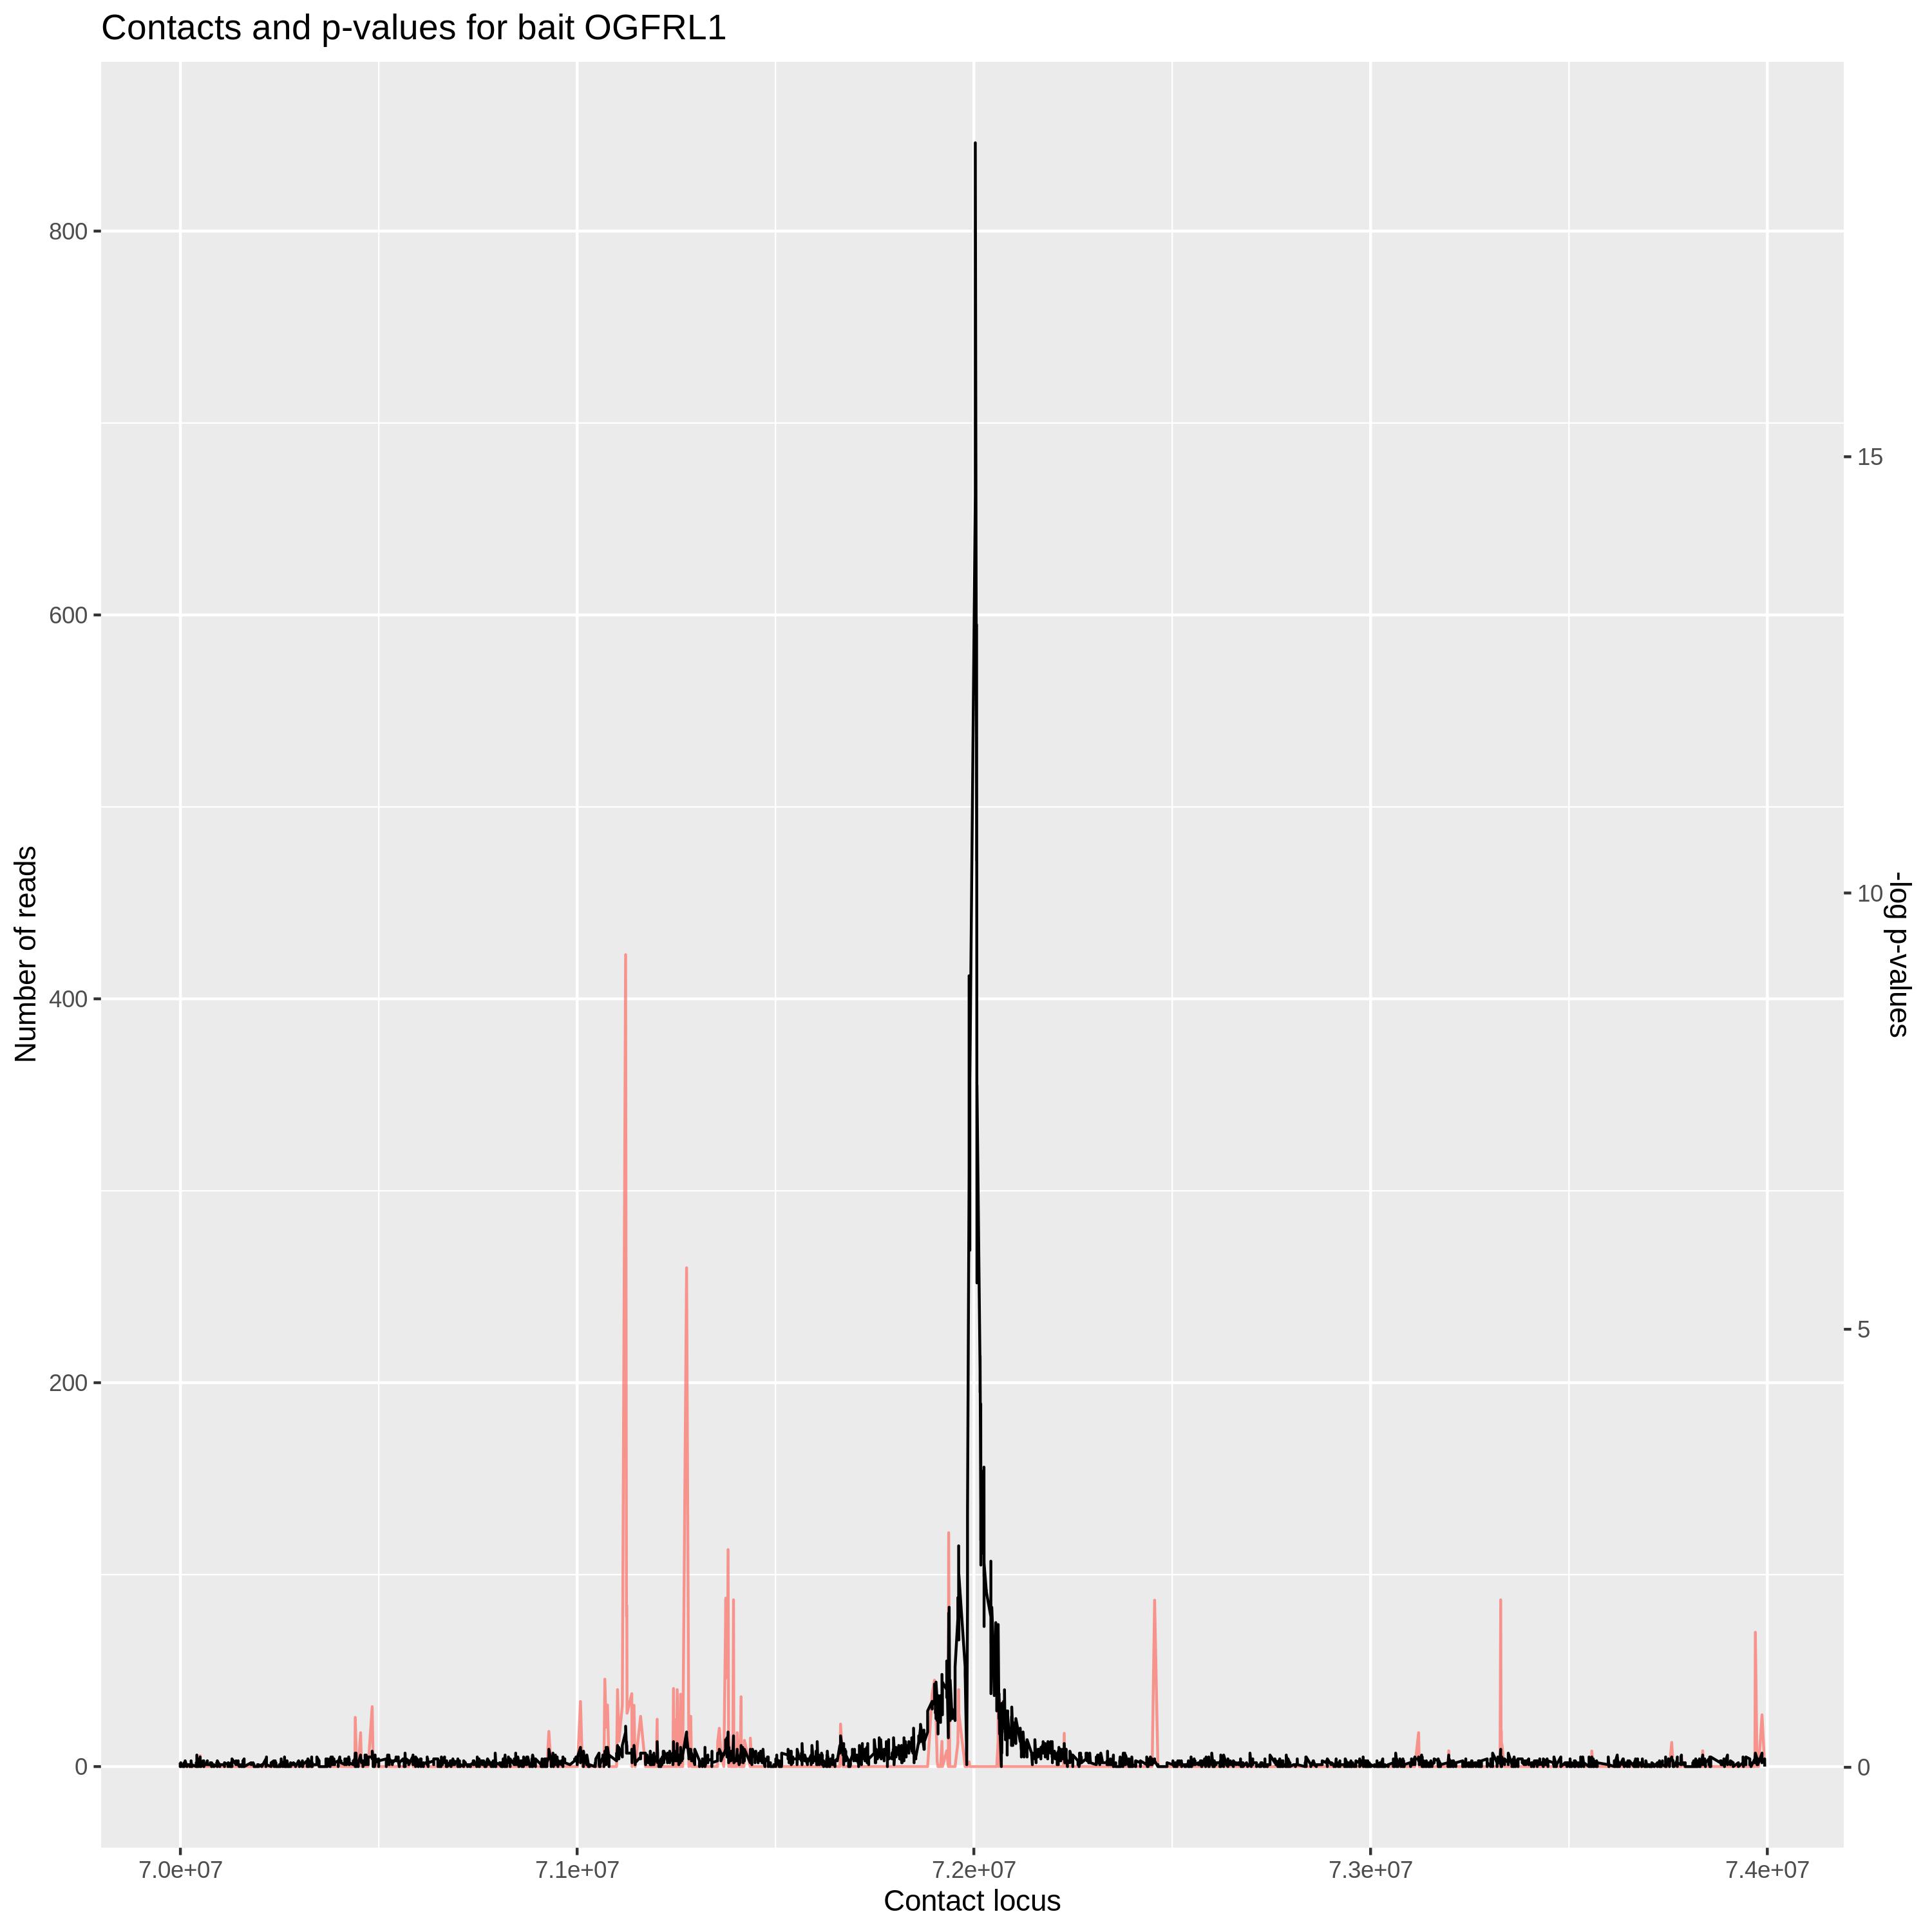 Contacts and p-values for bait OGFRL1
800
600
400
200
0
Number of reads
15
10
5
0
-log p-values
7.0e+07
7.1e+07
7.2e+07
7.3e+07
7.4e+07
Contact locus